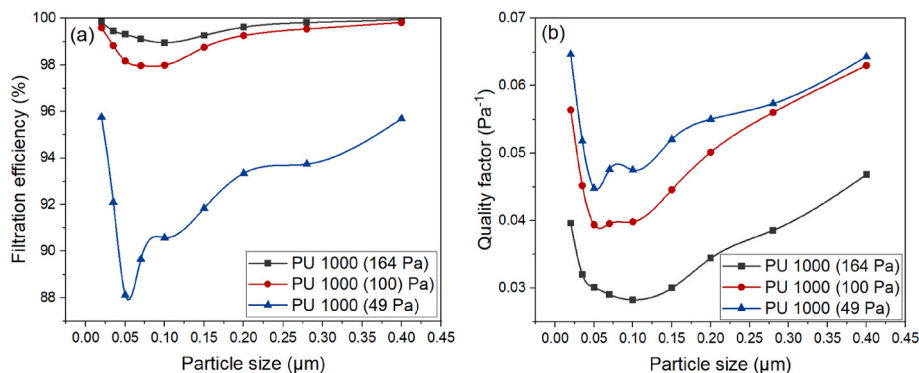 (a)
Filtration efficiency (%)
100
98
96
94
92
90
88
PU 1000 (164 Pa)
PU 1000 (100) Pa)
PU 1000 (49 Pa)
0.00 0.05 0.10 0.15 0.20 0.25 0.30 0.35 0.40 0.45
Particle size (µm)
(b)
Quality factor (Pa⁻¹)
0.07
0.06
0.05
0.04
0.03
PU 1000 (164 Pa)
PU 1000 (100 Pa)
PU 1000 (49 Pa)
0.00 0.05 0.10 0.15 0.20 0.25 0.30 0.35 0.40 0.45
Particle size (µm)